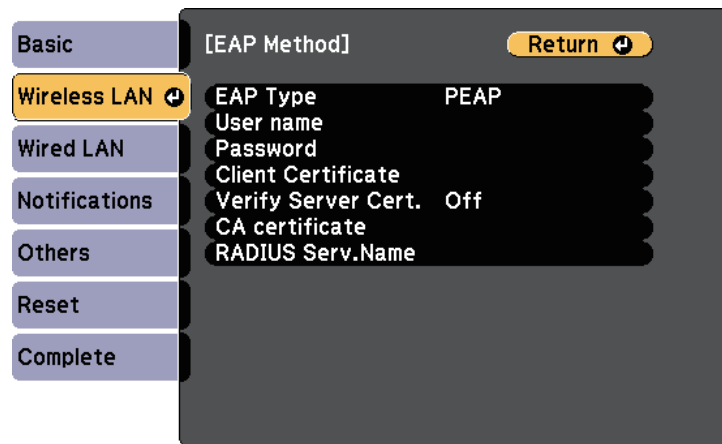 Basic
Wireless LAN
Wired LAN
Notifications
Others
Reset
Complete
[EAP Method]
Return
EAP Type PEAP
User name
Password
Client Certificate
Verify Server Cert. Off
CA certificate
RADIUS Serv.Name